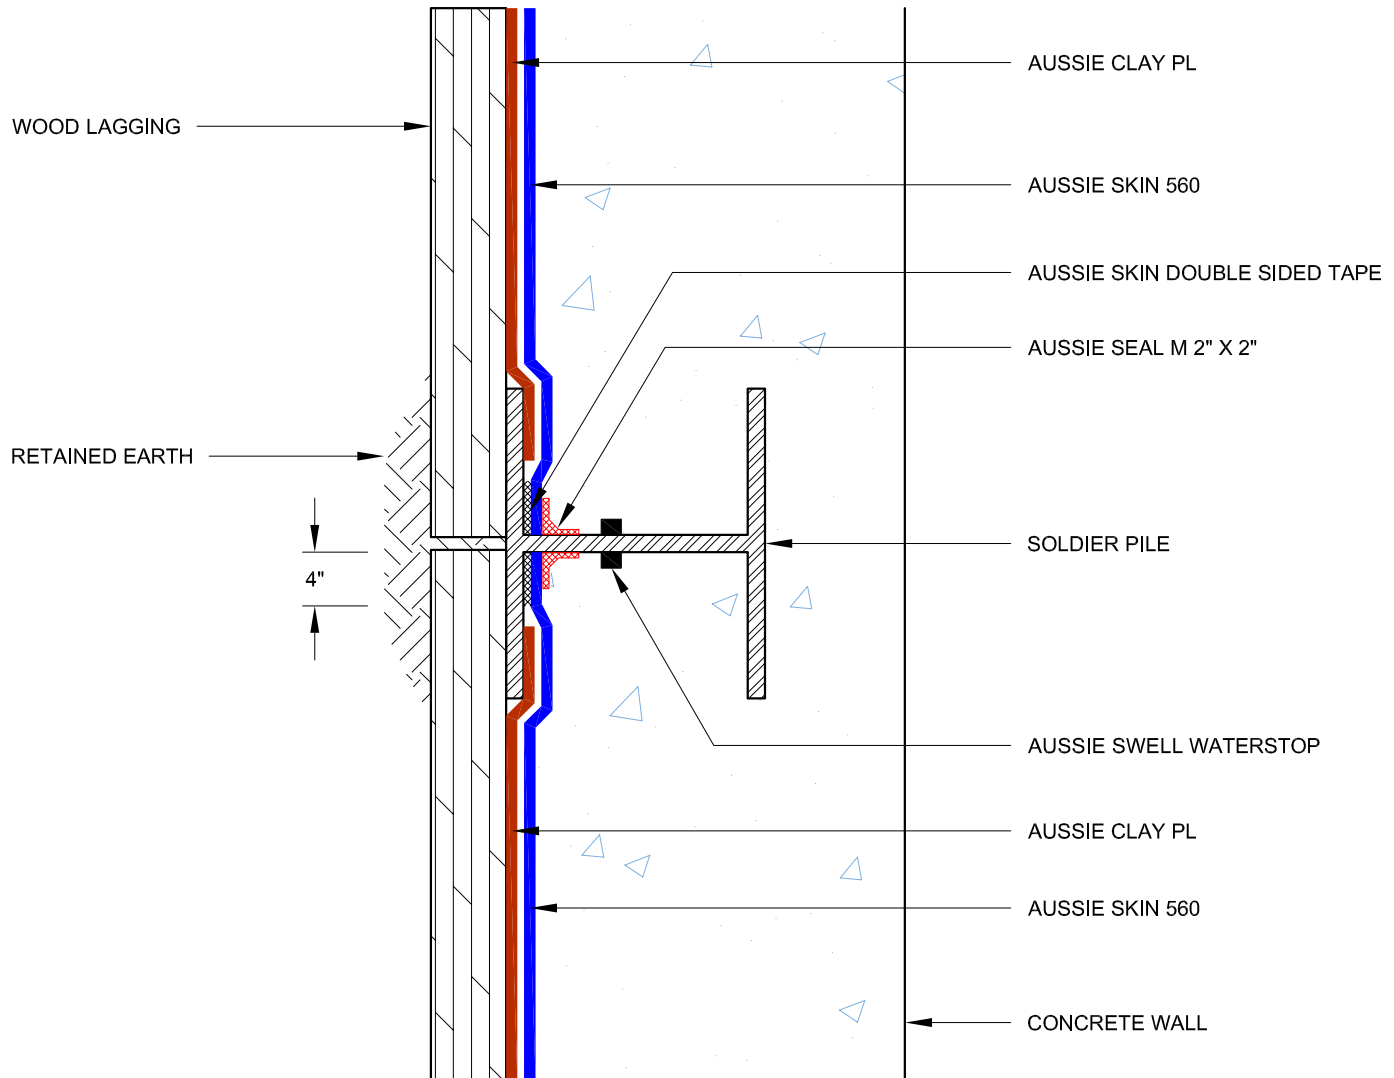 AUSSIE CLAY PL
WOOD LAGGING
AUSSIE SKIN 560
AUSSIE SKIN DOUBLE SIDED TAPE
AUSSIE SEAL M 2" X 2"
RETAINED EARTH
SOLDIER PILE
4"
AUSSIE SWELL WATERSTOP
AUSSIE CLAY PL
AUSSIE SKIN 560
CONCRETE WALL